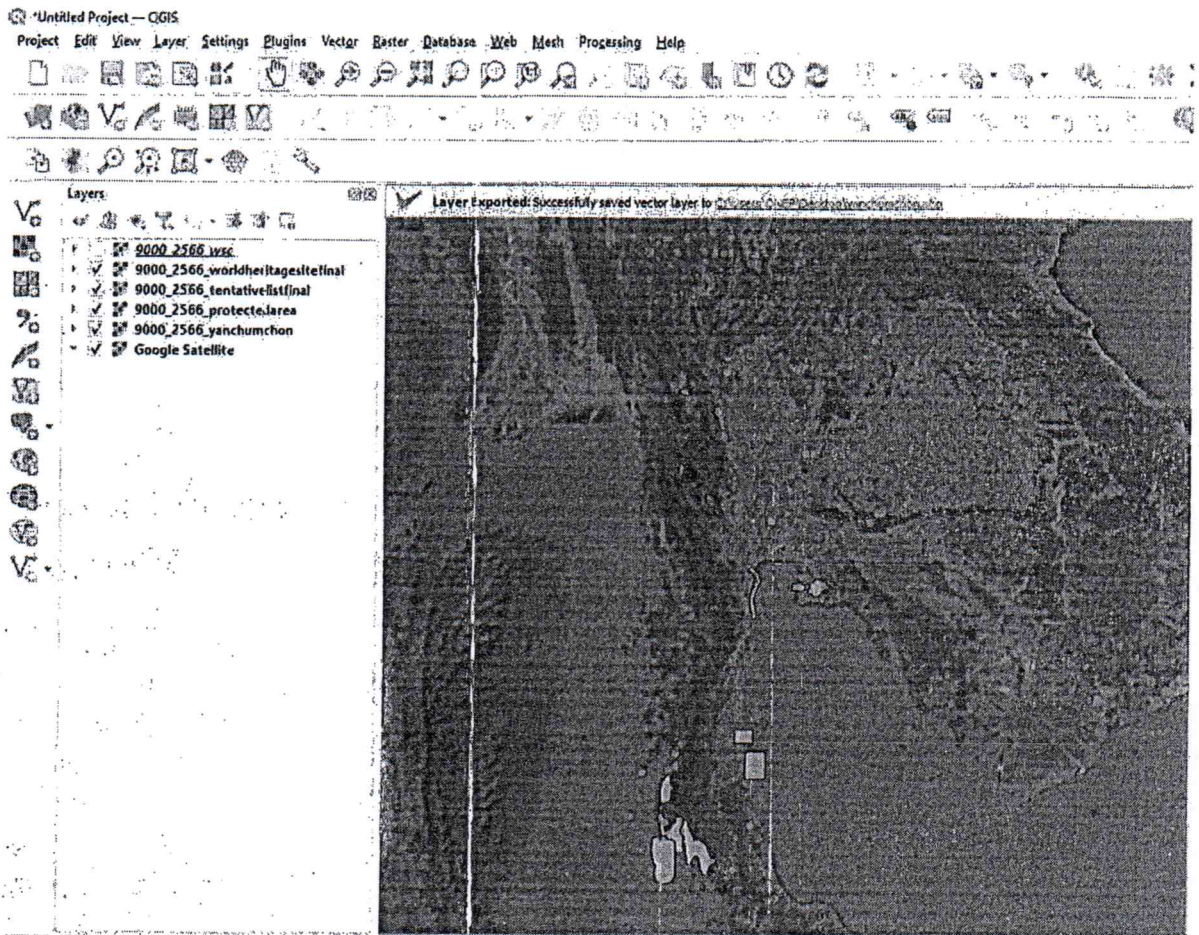 *Untitled Project — QGIS
Project Edit View Layer Settings Plugins Vector Raster Database Web Mesh Processing Help
Layers
Layer Exported: Successfully saved vector layer to
9000_2566_wsc
9000_2566_worldheritagesitefinal
9000_2566_tentativelistfinal
9000_2566_protectedarea
9000_2566_yanchumchon
Google Satellite